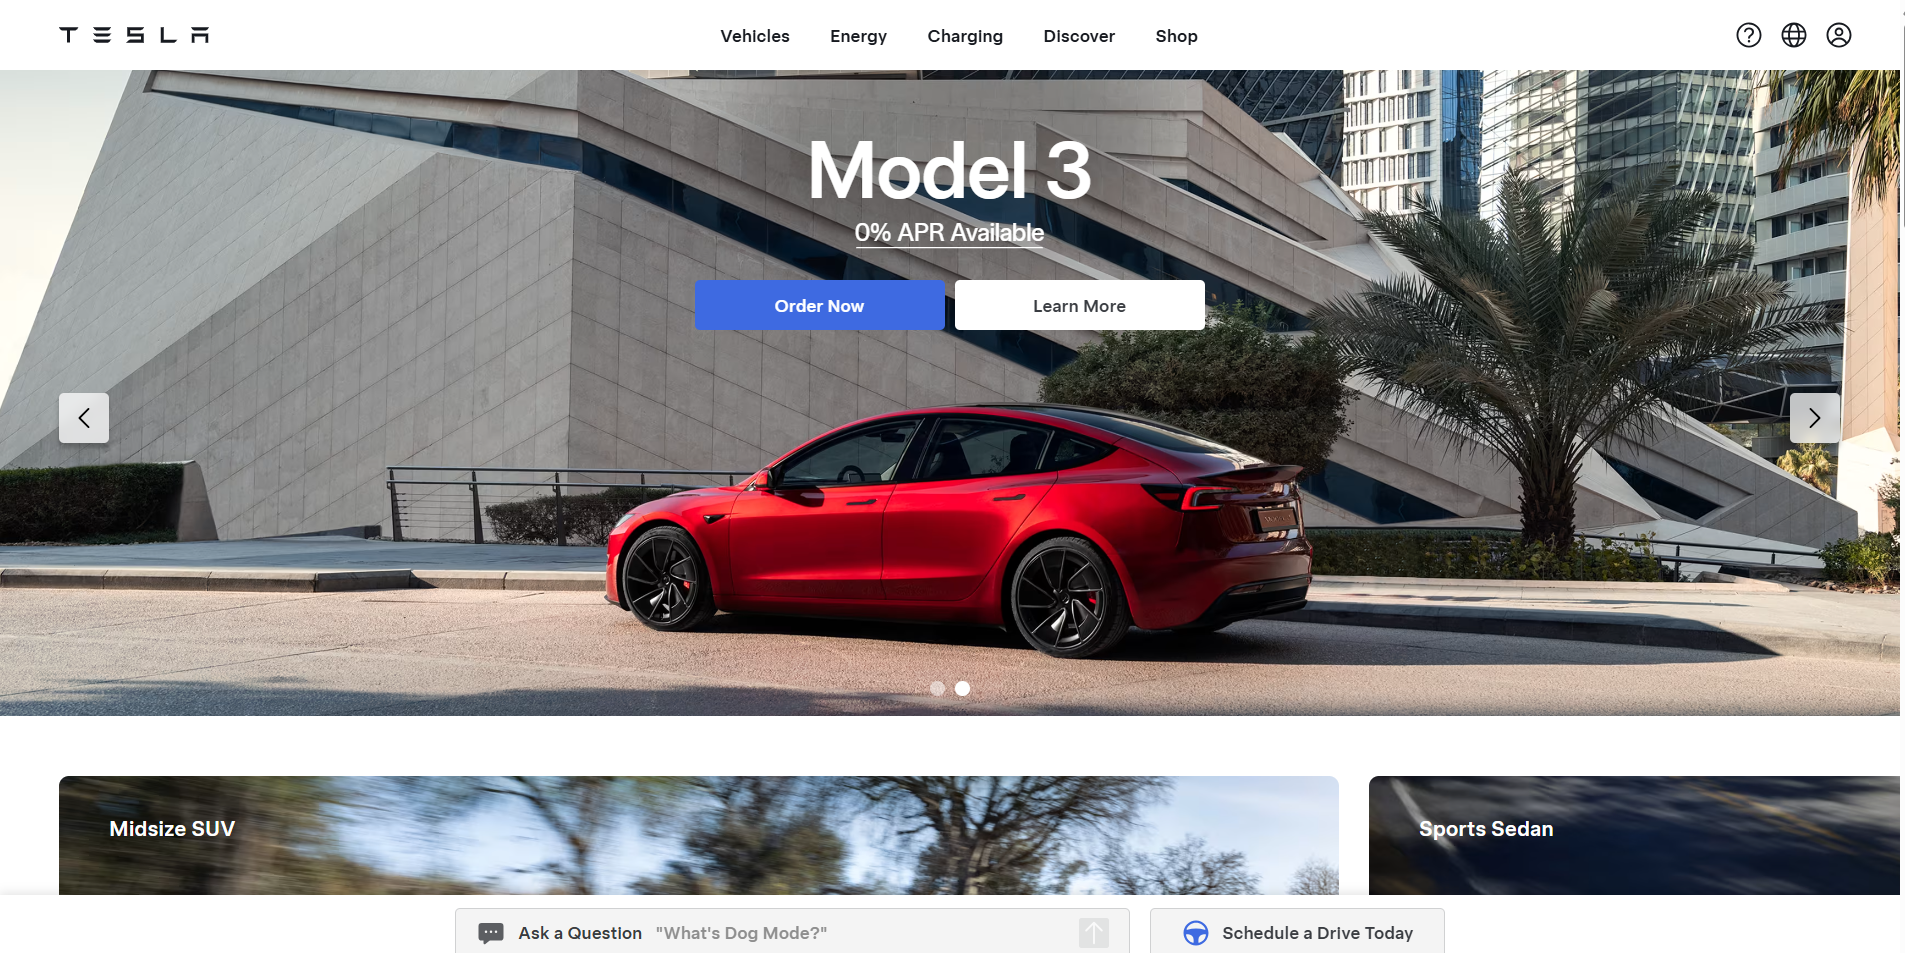 TESLA
Vehicles Energy Charging Discover Shop
Model 3
0% APR Available
Order Now Learn More
Midsize SUV
Sports Sedan
Ask a Question "What's Dog Mode?"
Schedule a Drive Today